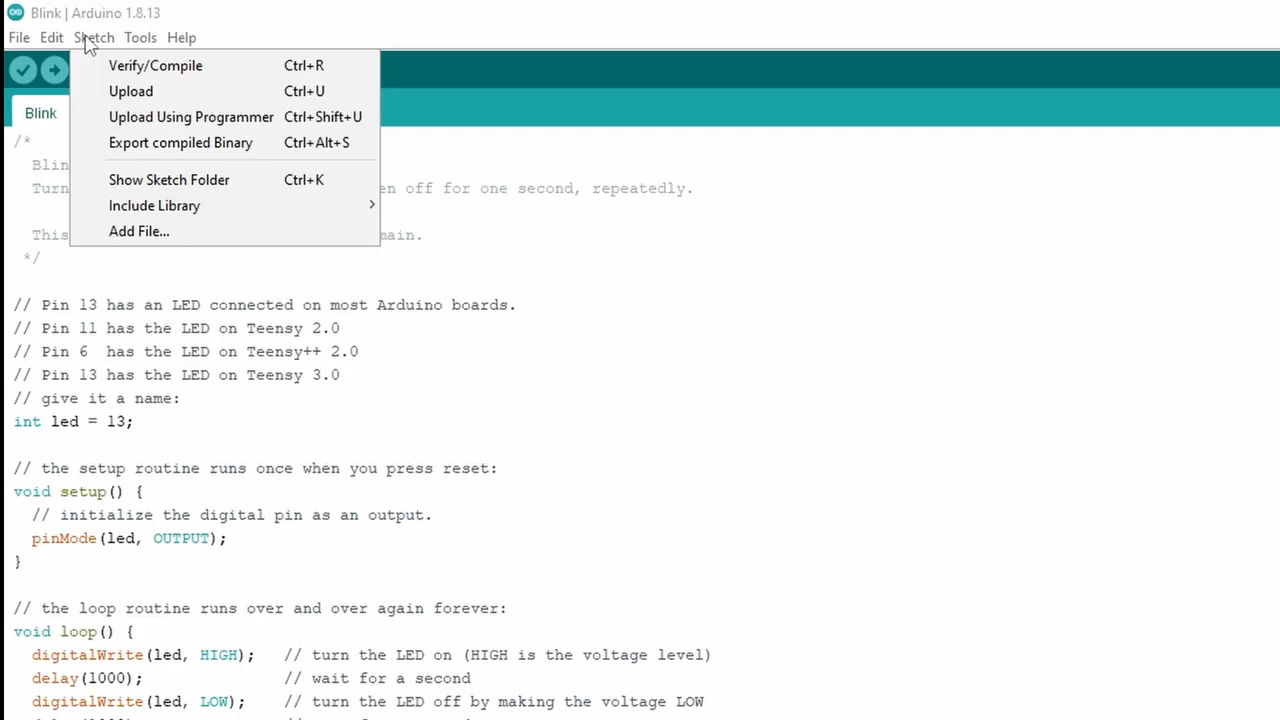 Blink | Arduino 1.8.13
File Edit Sketch Tools Help
Verify/Compile Ctrl+R
Upload Ctrl+U
Upload Using Programmer Ctrl+Shift+U
Export compiled Binary Ctrl+Alt+S
Show Sketch Folder Ctrl+K
Include Library
Add File...
Blink
/*
off for one second, repeatedly.
This
*/
// Pin 13 has an LED connected on most Arduino boards.
// Pin 11 has the LED on Teensy 2.0
// Pin 6  has the LED on Teensy++ 2.0
// Pin 13 has the LED on Teensy 3.0
// give it a name:
int led = 13;
// the setup routine runs once when you press reset:
void setup() {
// initialize the digital pin as an output.
pinMode(led, OUTPUT);
}
// the loop routine runs over and over again forever:
void loop() {
digitalWrite(led, HIGH);   // turn the LED on (HIGH is the voltage level)
delay(1000);               // wait for a second
digitalWrite(led, LOW);    // turn the LED off by making the voltage LOW